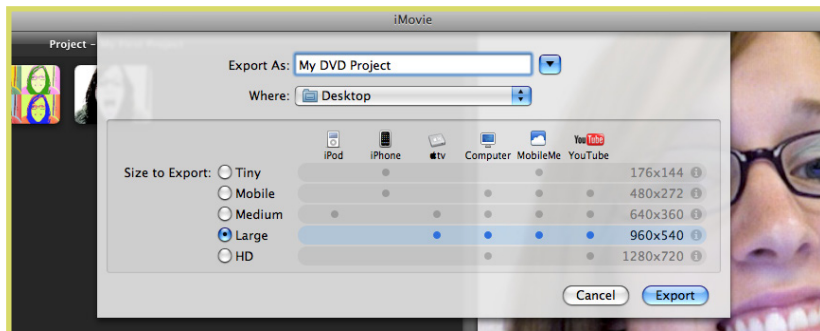 iMovie
Project -
Export As: My DVD Project
Where: Desktop
iPod iPhone tv Computer MobileMe YouTube
Size to Export: Tiny 176x144
Mobile 480x272
Medium 640x360
Large 960x540
HD 1280x720
Cancel Export